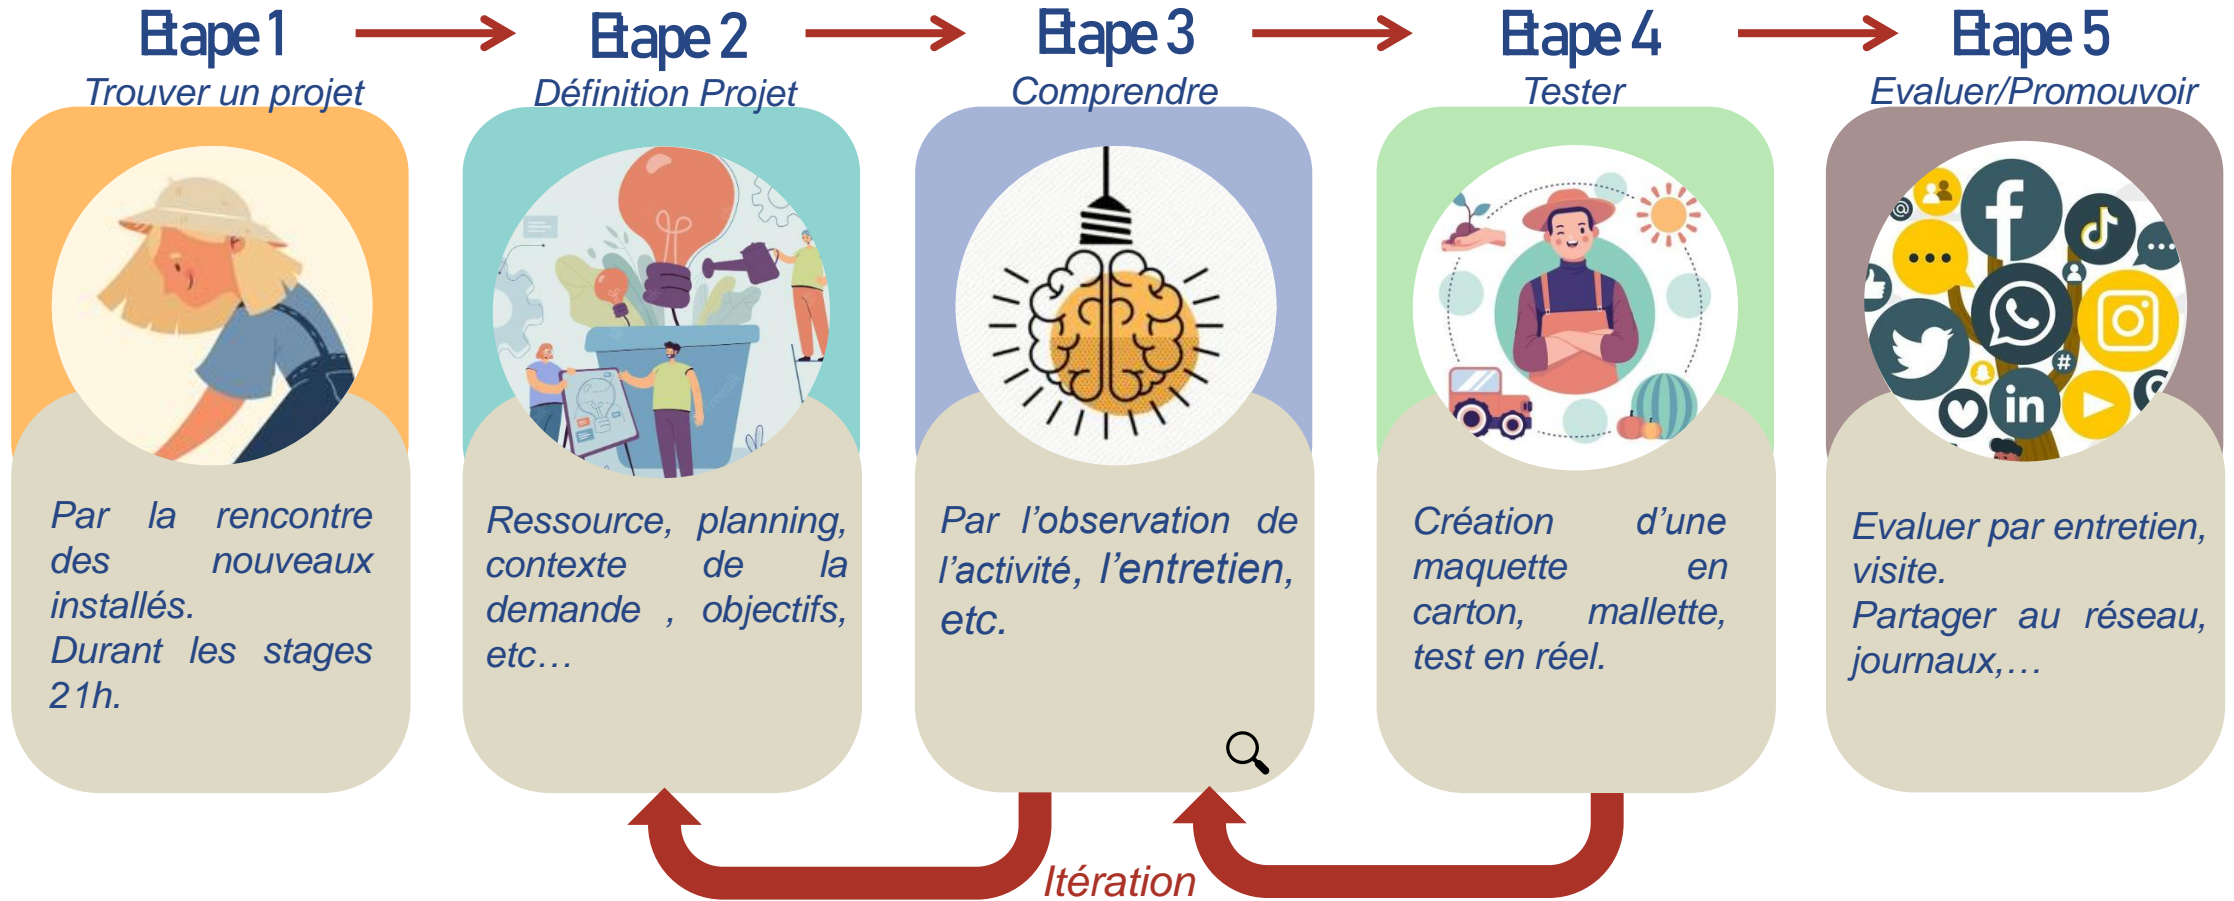 Etape 1
Trouver un projet
Par la rencontre
des nouveaux
installés.
Durant les stages
21h.
Etape 2
Définition Projet
Ressource, planning,
contexte de la
demande , objectifs,
etc…
Etape 3
Comprendre
Par l’observation de
l’activité, l’entretien,
etc.
Etape 4
Tester
Création d’une
maquette en
carton, mallette,
test en réel.
Etape 5
Evaluer/Promouvoir
Evaluer par entretien,
visite.
Partager au réseau,
journaux,…
Itération